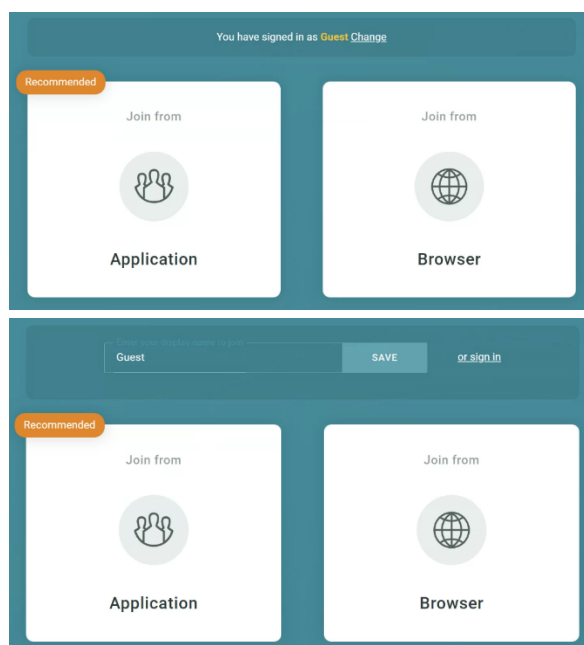 You have signed in as Guest Change
Recommended
Join from
Join from
Application
Browser
Enter your display name to join
Guest
SAVE
or sign in
Recommended
Join from
Join from
Application
Browser